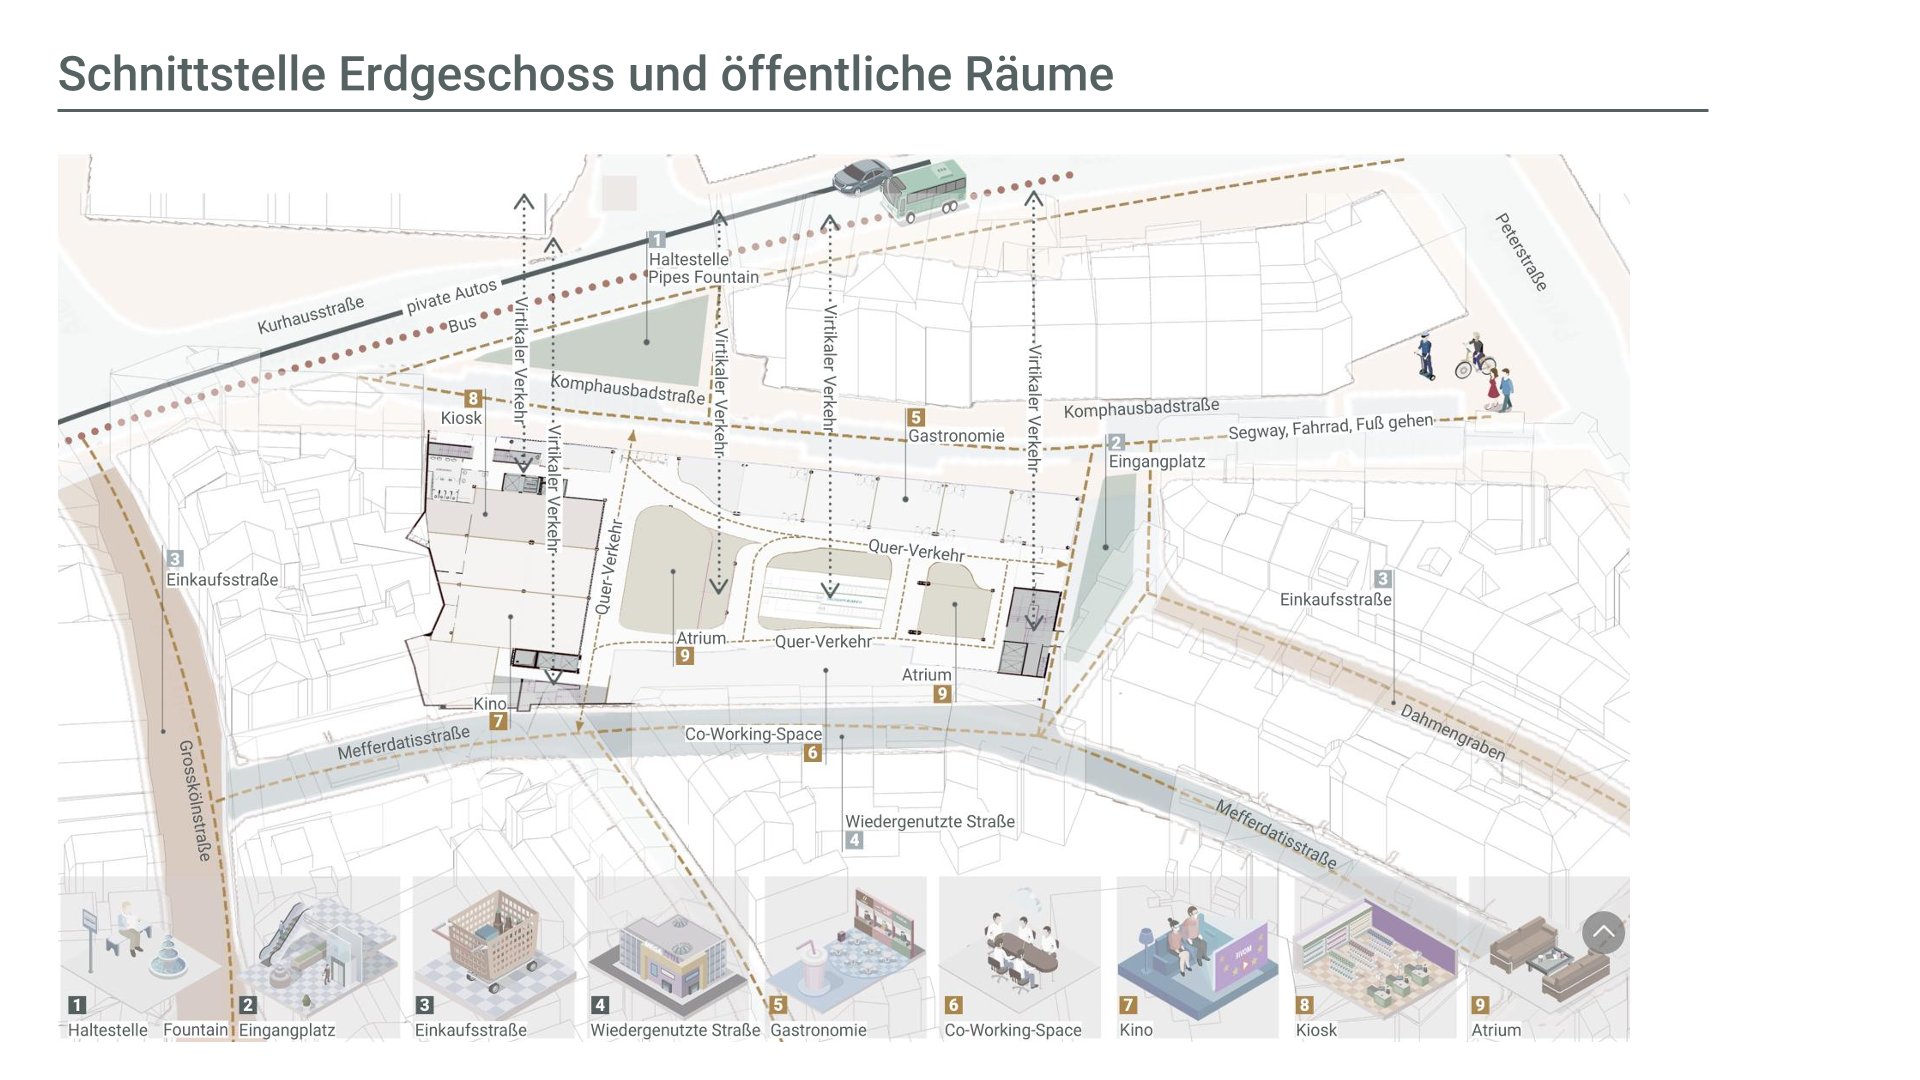 Schnittstelle Erdgeschoss und öffentliche Räume
Peterstraße
1
Haltestelle
Pipes Fountain
Kurhausstraße
pivate Autos
Bus
Virtikaler Verkehr
Virtikaler Verkehr
Virtikaler Verkehr
Virtikaler Verkehr
Virtikaler Verkehr
Komphausbadstraße
8
Kiosk
5
Gastronomie
Komphausbadstraße
Segway, Fahrrad, Fuß gehen
2
Eingangplatz
3
Einkaufsstraße
Quer-Verkehr
Quer-Verkehr
3
Einkaufsstraße
Atrium
9
Quer-Verkehr
Atrium
9
Kino
7
Mefferdatisstraße
Co-Working-Space
6
Dahmengraben
Grosskölnstraße
Wiedergenutzte Straße
4
Mefferdatisstraße
MOVIE
1
Haltestelle Fountain
2
Eingangplatz
3
Einkaufsstraße
4
Wiedergenutzte Straße
5
Gastronomie
6
Co-Working-Space
7
Kino
8
Kiosk
9
Atrium